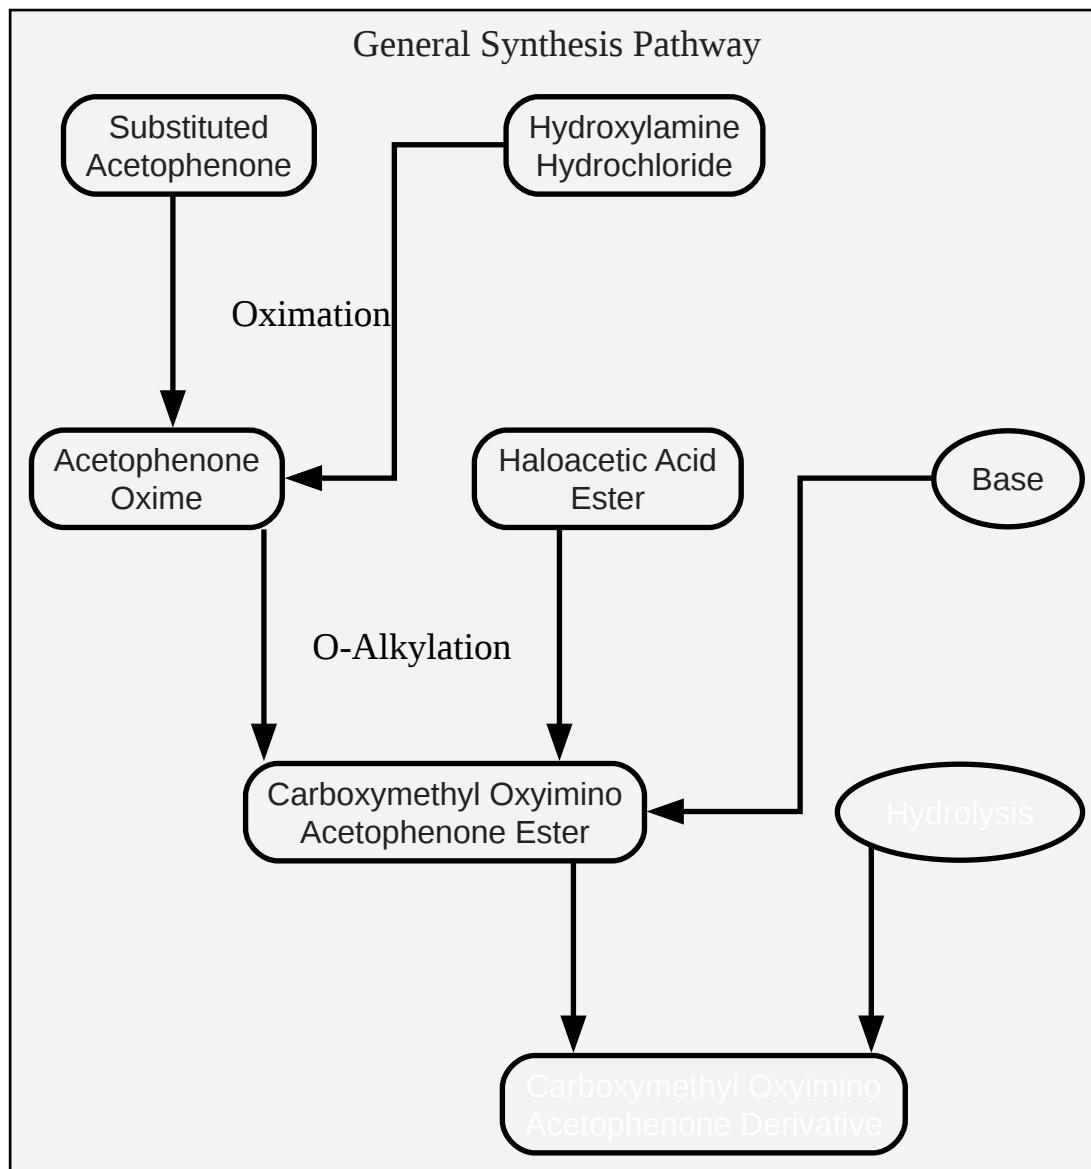 General Synthesis Pathway
Substituted
Acetophenone
Hydroxylamine
Hydrochloride
Oximation
Acetophenone
Oxime
Haloacetic Acid
Ester
Base
O-Alkylation
Carboxymethyl Oxyimino
Acetophenone Ester
Hydrolysis
Carboxymethyl Oxyimino
Acetophenone Derivative